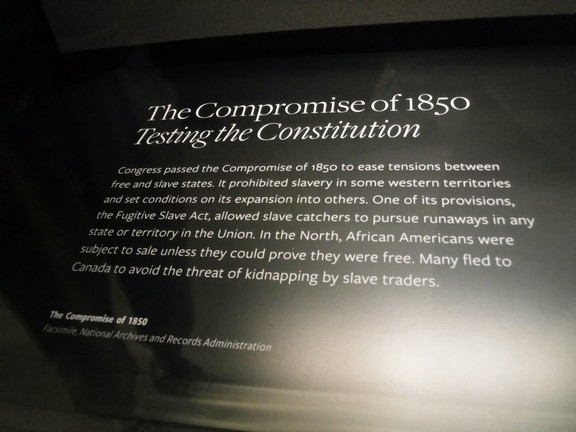 The Compromise of 1850
Testing the Constitution
Congress passed the Compromise of 1850 to ease tensions between
free and slave states. It prohibited slavery in some western territories
and set conditions on its expansion into others. One of its provisions,
the Fugitive Slave Act, allowed slave catchers to pursue runaways in any
state or territory in the Union. In the North, African Americans were
subject to sale unless they could prove they were free. Many fled to
Canada to avoid the threat of kidnapping by slave traders.
The Compromise of 1850
Facsimile, National Archives and Records Administration